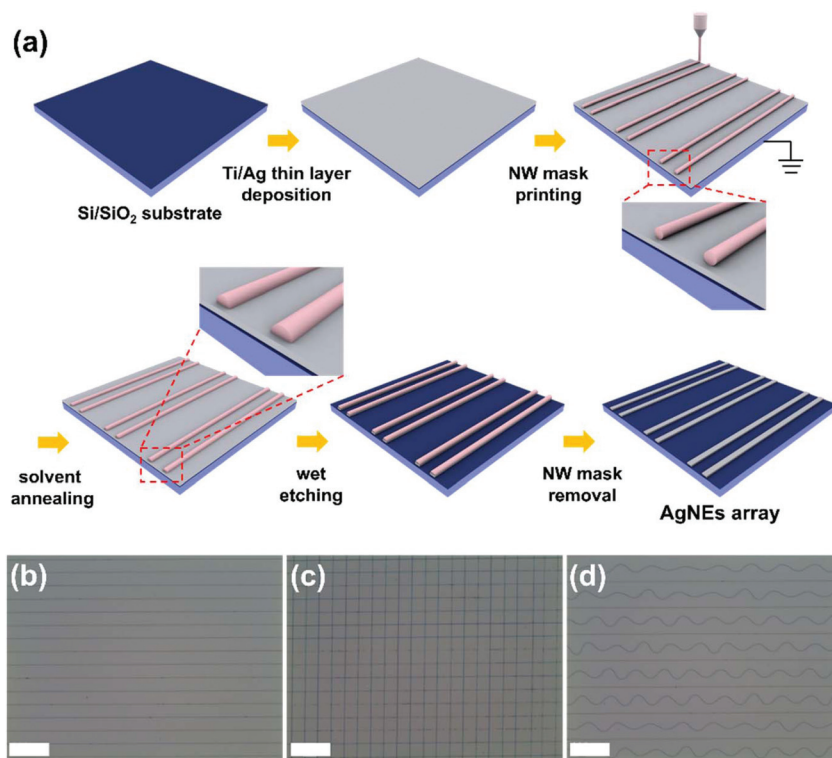 (a)
Si/SiO₂ substrate
Ti/Ag thin layer
deposition
NW mask
printing
solvent
annealing
wet
etching
NW mask
removal
AgNEs array
(b)
(c)
(d)